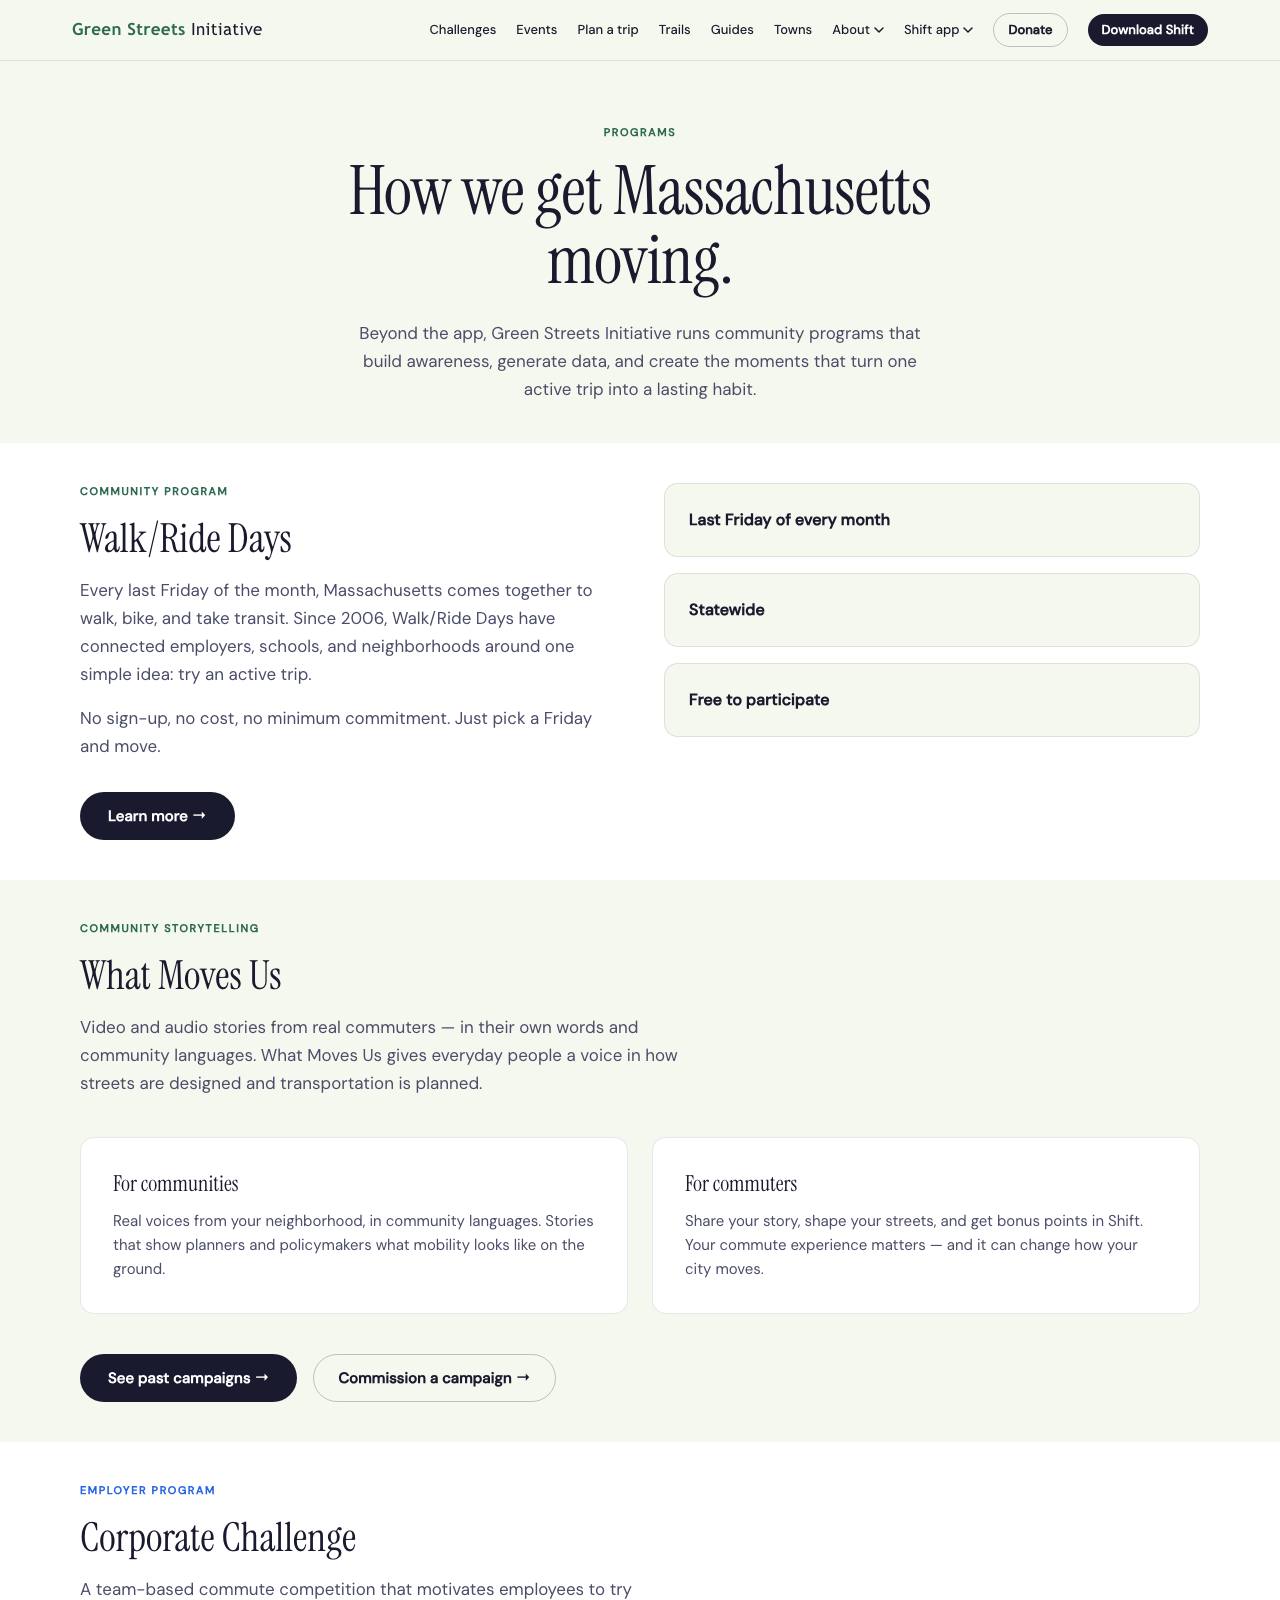 Green Streets Initiative
Challenges
Events
Plan a trip
Trails
Guides
Towns
About
Shift app
Donate
Download Shift
PROGRAMS
How we get Massachusetts
moving.
Beyond the app, Green Streets Initiative runs community programs that
build awareness, generate data, and create the moments that turn one
active trip into a lasting habit.
COMMUNITY PROGRAM
Walk/Ride Days
Every last Friday of the month, Massachusetts comes together to
walk, bike, and take transit. Since 2006, Walk/Ride Days have
connected employers, schools, and neighborhoods around one
simple idea: try an active trip.
No sign-up, no cost, no minimum commitment. Just pick a Friday
and move.
Learn more →
Last Friday of every month
Statewide
Free to participate
COMMUNITY STORYTELLING
What Moves Us
Video and audio stories from real commuters — in their own words and
community languages. What Moves Us gives everyday people a voice in how
streets are designed and transportation is planned.
For communities
Real voices from your neighborhood, in community languages. Stories
that show planners and policymakers what mobility looks like on the
ground.
For commuters
Share your story, shape your streets, and get bonus points in Shift.
Your commute experience matters — and it can change how your
city moves.
See past campaigns →
Commission a campaign →
EMPLOYER PROGRAM
Corporate Challenge
A team-based commute competition that motivates employees to try